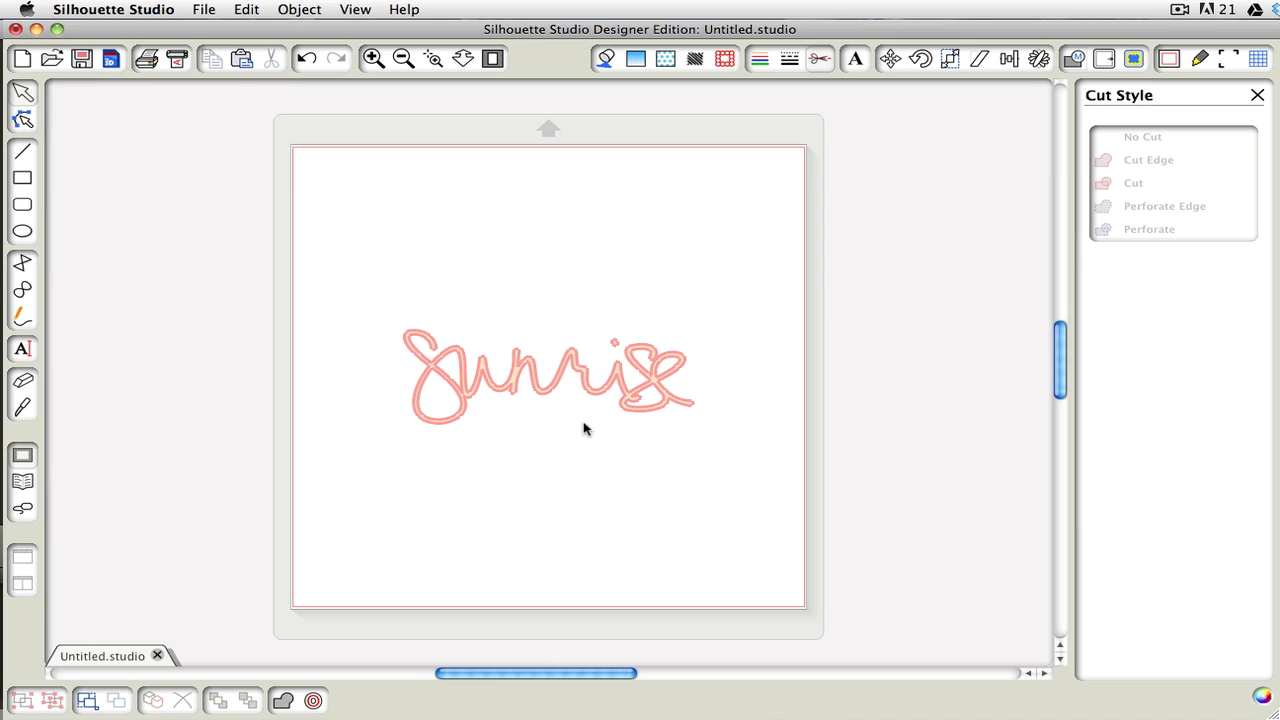 Silhouette Studio File Edit Object View Help 21
Silhouette Studio Designer Edition: Untitled.studio
Cut Style
No Cut
Cut Edge
Cut
Perforate Edge
Perforate
Sunrise
Untitled.studio